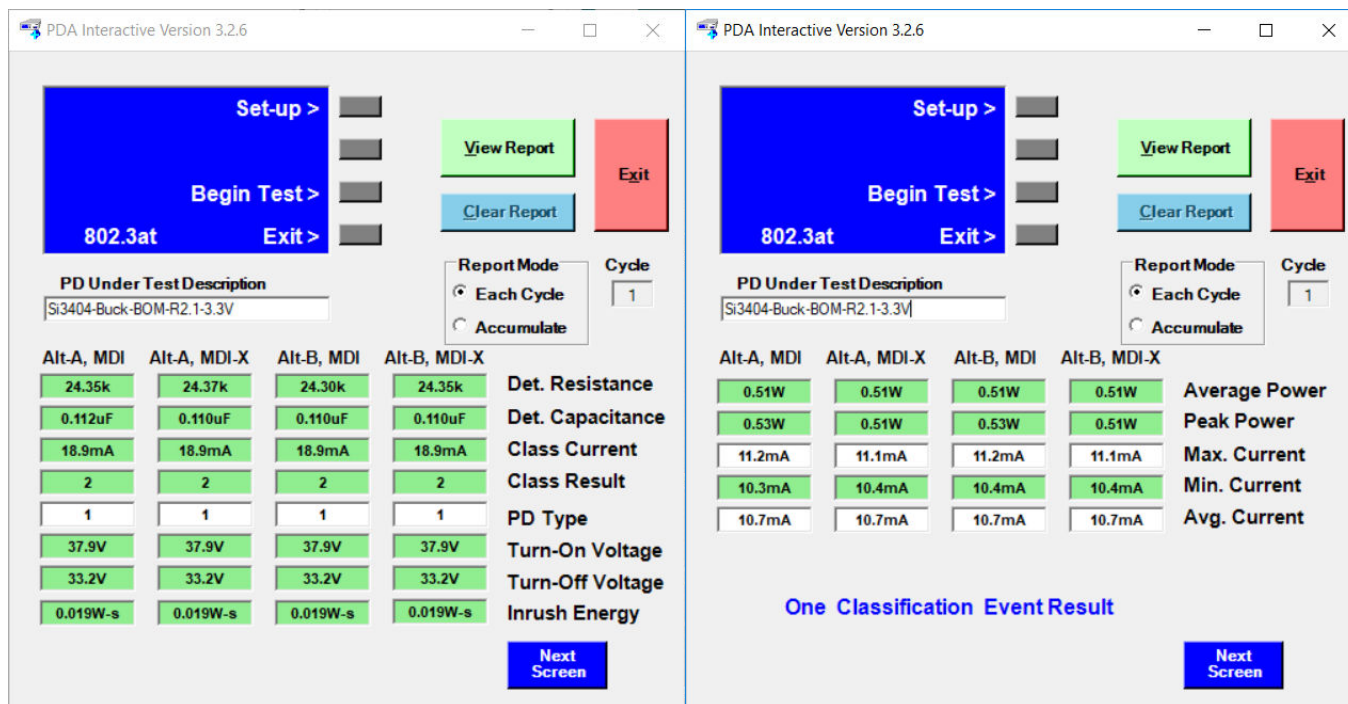 PDA Interactive Version 3.2.6
Set-up >
Begin Test >
802.3at Exit >
View Report
Clear Report
Exit
PD Under Test Description
Si3404-Buck-BOM-R2.1-3.3V
Report Mode
Each Cycle
Accumulate
Cycle
1
Alt-A, MDI Alt-A, MDI-X Alt-B, MDI Alt-B, MDI-X
24.35k 24.37k 24.30k 24.35k Det. Resistance
0.112uF 0.110uF 0.110uF 0.110uF Det. Capacitance
18.9mA 18.9mA 18.9mA 18.9mA Class Current
2 2 2 2 Class Result
1 1 1 1 PD Type
37.9V 37.9V 37.9V 37.9V Turn-On Voltage
33.2V 33.2V 33.2V 33.2V Turn-Off Voltage
0.019W-s 0.019W-s 0.019W-s 0.019W-s Inrush Energy
Next
Screen
PDA Interactive Version 3.2.6
Set-up >
Begin Test >
802.3at Exit >
View Report
Clear Report
Exit
PD Under Test Description
Si3404-Buck-BOM-R2.1-3.3V
Report Mode
Each Cycle
Accumulate
Cycle
1
Alt-A, MDI Alt-A, MDI-X Alt-B, MDI Alt-B, MDI-X
0.51W 0.51W 0.51W 0.51W Average Power
0.53W 0.51W 0.53W 0.51W Peak Power
11.2mA 11.1mA 11.2mA 11.1mA Max. Current
10.3mA 10.4mA 10.4mA 10.4mA Min. Current
10.7mA 10.7mA 10.7mA 10.7mA Avg. Current
One Classification Event Result
Next
Screen